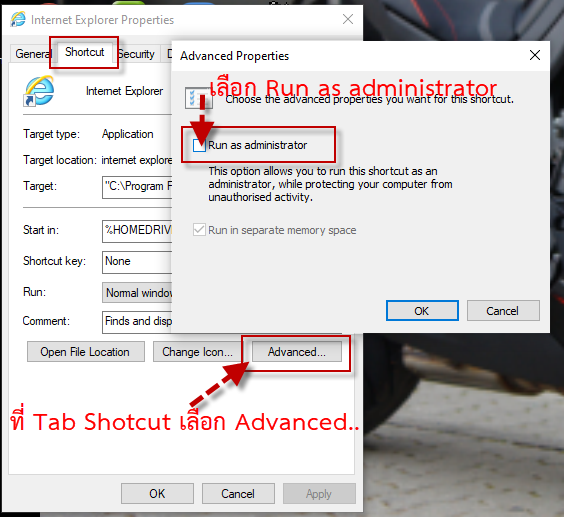 Internet Explorer Properties
General Shortcut Security D
Internet Explorer
Target type: Application
Target location: internet explore
Target: "C:\Program F
Start in: %HOMEDRIVE
Shortcut key: None
Run: Normal window
Comment: Finds and disp
Open File Location Change Icon... Advanced...
ที่ Tab Shotcut เลือก Advanced..
OK Cancel Apply
Advanced Properties
เลือก Run as administrator
Choose the advanced properties you want for this shortcut.
Run as administrator
This option allows you to run this shortcut as an
administrator, while protecting your computer from
unauthorised activity.
Run in separate memory space
OK Cancel